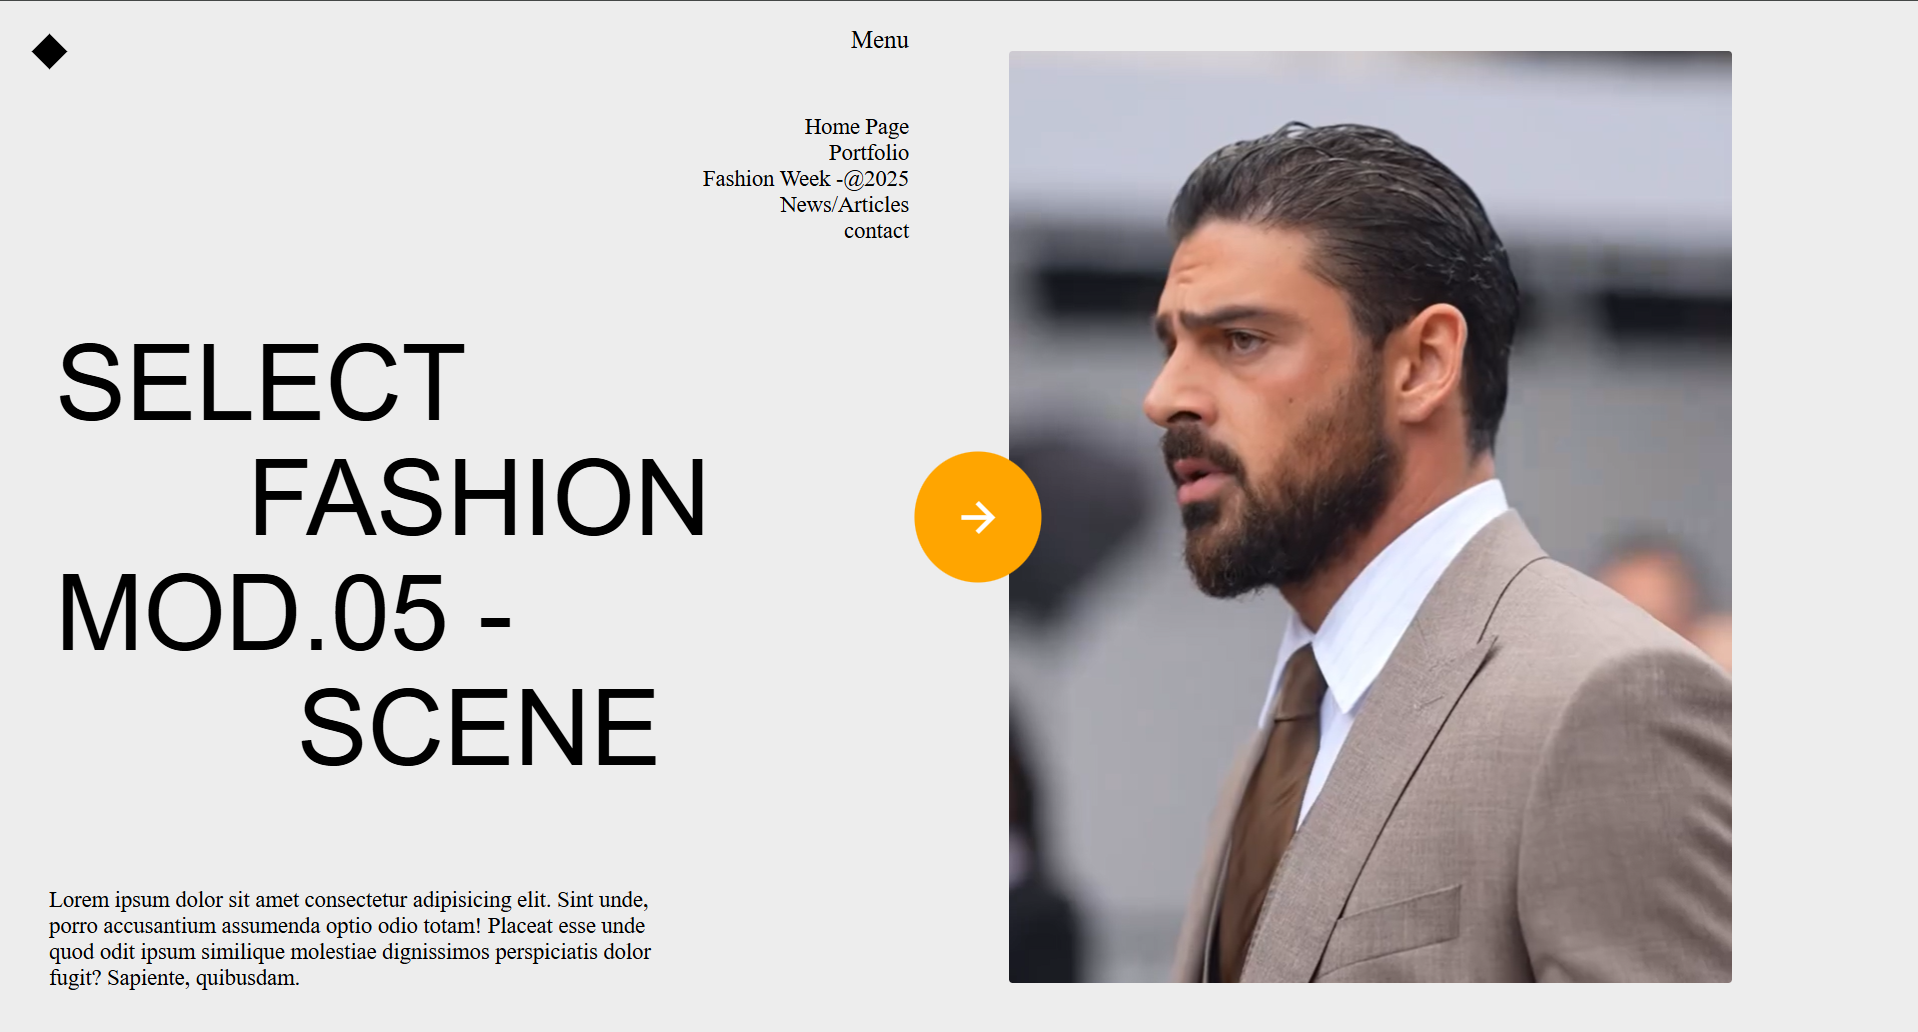 Menu
Home Page
Portfolio
Fashion Week -@2025
News/Articles
contact
SELECT
FASHION
MOD.05 -
SCENE
Lorem ipsum dolor sit amet consectetur adipisicing elit. Sint unde,
porro accusantium assumenda optio odio totam! Placeat esse unde
quod odit ipsum similique molestiae dignissimos perspiciatis dolor
fugit? Sapiente, quibusdam.